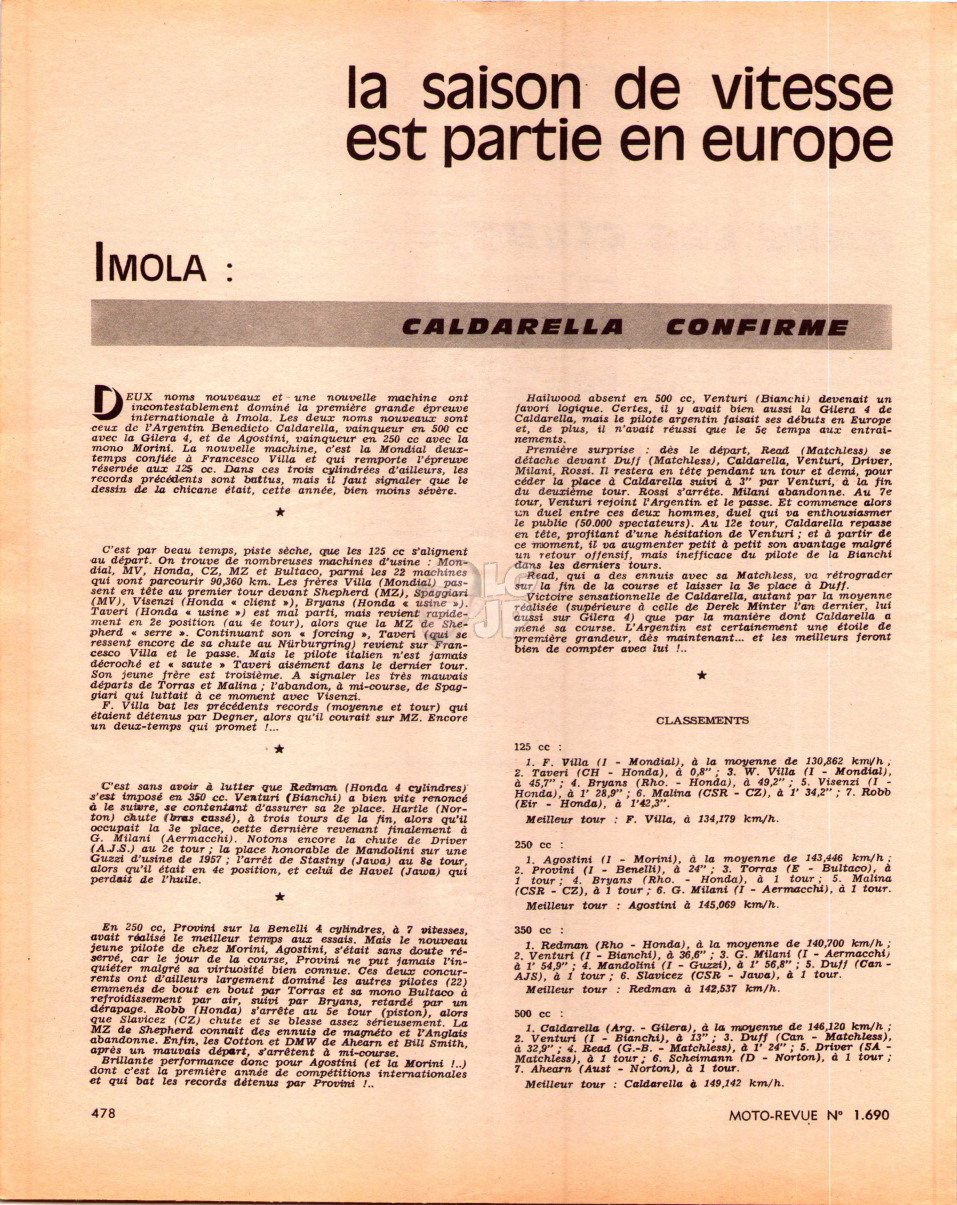 la saison de vitesse
est partie en europe
IMOLA :
CALDARELLA CONFIRME
DEUX noms nouveaux et une nouvelle machine ont
incontestablement dominé la première grande épreuve
internationale à Imola. Les deux noms nouveaux sont
ceux de l'Argentin Benedicto Caldarella, vainqueur en 500 cc
avec la Gilera 4, et de Agostini, vainqueur en 250 cc avec la
mono Morini. La nouvelle machine, c'est la Mondial deux-
temps confiée à Francesco Villa et qui remporte l'épreuve
réservée aux 125 cc. Dans ces trois cylindrées d'ailleurs, les
records précédents sont battus, mais il faut signaler que le
dessin de la chicane était, cette année, bien moins sévère.
★
C'est par beau temps, piste sèche, que les 125 cc s'alignent
au départ. On trouve de nombreuses machines d'usine : Mon-
dial, MV, Honda, CZ, MZ et Bultaco, parmi les 22 machines
qui vont parcourir 90,360 km. Les frères Villa (Mondial) pas-
sent en tête au premier tour devant Shepherd (MZ), Spaggiari
(MV), Visenzi (Honda « client »), Bryans (Honda « usine »).
Taveri (Honda « usine ») est mal parti, mais revient rapide-
ment en 2e position (au 4e tour), alors que la MZ de She-
pherd « serre ». Continuant son « forcing », Taveri (qui se
ressent encore de sa chute au Nürburgring) revient sur Fran-
cesco Villa et le passe. Mais le pilote italien n'est jamais
décroché et « saute » Taveri aisément dans le dernier tour.
Son jeune frère est troisième. A signaler les très mauvais
départs de Torras et Malina ; l'abandon, à mi-course, de Spag-
giari qui luttait à ce moment avec Visenzi.
F. Villa bat les précédents records (moyenne et tour) qui
étaient détenus par Degner, alors qu'il courait sur MZ. Encore
un deux-temps qui promet !...
★
C'est sans avoir à lutter que Redman (Honda 4 cylindres)
s'est imposé en 350 cc. Venturi (Bianchi) a bien vite renoncé
à le suivre, se contentant d'assurer sa 2e place. Hartle (Nor-
ton) chute (bras cassé), à trois tours de la fin, alors qu'il
occupait la 3e place, cette dernière revenant finalement à
G. Milani (Aermacchi). Notons encore la chute de Driver
(A.J.S.) au 2e tour ; la place honorable de Mandolini sur une
Guzzi d'usine de 1957 ; l'arrêt de Stastny (Jawa) au 8e tour,
alors qu'il était en 4e position, et celui de Havel (Jawa) qui
perdait de l'huile.
★
En 250 cc, Provini sur la Benelli 4 cylindres, à 7 vitesses,
avait réalisé le meilleur temps aux essais. Mais le nouveau
jeune pilote de chez Morini, Agostini, s'était sans doute ré-
servé, car le jour de la course, Provini ne put jamais l'in-
quiéter malgré sa virtuosité bien connue. Ces deux concur-
rents ont d'ailleurs largement dominé les autres pilotes (22)
emmenés de bout en bout par Torras et sa mono Bultaco à
refroidissement par air, suivi par Bryans, retardé par un
dérapage. Robb (Honda) s'arrête au 5e tour (piston), alors
que Slavicez (CZ) chute et se blesse assez sérieusement. La
MZ de Shepherd connaît des ennuis de magnéto et l'Anglais
abandonne. Enfin, les Cotton et DMW de Ahearn et Bill Smith,
après un mauvais départ, s'arrêtent à mi-course.
Brillante performance donc pour Agostini (et la Morini !..)
dont c'est la première année de compétitions internationales
et qui bat les records détenus par Provini !..
Hailwood absent en 500 cc, Venturi (Bianchi) devenait un
favori logique. Certes, il y avait bien aussi la Gilera 4 de
Caldarella, mais le pilote argentin faisait ses débuts en Europe
et, de plus, il n'avait réussi que le 5e temps aux entraî-
nements.
Première surprise : dès le départ, Read (Matchless) se
détache devant Duff (Matchless), Caldarella, Venturi, Driver,
Milani, Rossi. Il restera en tête pendant un tour et demi, pour
céder la place à Caldarella suivi à 3" par Venturi, à la fin
du deuxième tour. Rossi s'arrête. Milani abandonne. Au 7e
tour, Venturi rejoint l'Argentin et le passe. Et commence alors
un duel entre ces deux hommes, duel qui va enthousiasmer
le public (50.000 spectateurs). Au 12e tour, Caldarella repasse
en tête, profitant d'une hésitation de Venturi ; et à partir de
ce moment, il va augmenter petit à petit son avantage malgré
un retour offensif, mais inefficace du pilote de la Bianchi
dans les derniers tours.
Read, qui a des ennuis avec sa Matchless, va rétrograder
sur la fin de la course et laisser la 3e place à Duff.
Victoire sensationnelle de Caldarella, autant par la moyenne
réalisée (supérieure à celle de Derek Minter l'an dernier, lui
aussi sur Gilera 4) que par la manière dont Caldarella a
mené sa course. L'Argentin est certainement une étoile de
première grandeur, dès maintenant... et les meilleurs feront
bien de compter avec lui !..
★
CLASSEMENTS
125 cc :
1. F. Villa (I - Mondial), à la moyenne de 130,862 km/h ;
2. Taveri (CH - Honda), à 0,8" ; 3. W. Villa (I - Mondial),
à 45,7" ; 4. Bryans (Rho. - Honda), à 49,2" ; 5. Visenzi (I -
Honda), à 1' 28,9" ; 6. Malina (CSR - CZ), à 1' 34,2" ; 7. Robb
(Eir - Honda), à 1'42,3".
Meilleur tour : F. Villa, à 134,179 km/h.
250 cc :
1. Agostini (I - Morini), à la moyenne de 143,446 km/h ;
2. Provini (I - Benelli), à 24" ; 3. Torras (E - Bultaco), à
1 tour ; 4. Bryans (Rho. - Honda), à 1 tour ; 5. Malina
(CSR - CZ), à 1 tour ; 6. G. Milani (I - Aermacchi), à 1 tour.
Meilleur tour : Agostini à 145,069 km/h.
350 cc :
1. Redman (Rho - Honda), à la moyenne de 140,700 km/h ;
2. Venturi (I - Bianchi), à 36,6" ; 3. G. Milani (I - Aermacchi)
à 1' 54,9" ; 4. Mandolini (I - Guzzi), à 1' 56,8" ; 5. Duff (Can -
AJS), à 1 tour ; 6. Slavicez (CSR - Jawa), à 1 tour.
Meilleur tour : Redman à 142,537 km/h.
500 cc :
1. Caldarella (Arg. - Gilera), à la moyenne de 146,120 km/h ;
2. Venturi (I - Bianchi), à 13" ; 3. Duff (Can - Matchless),
à 32,9" ; 4. Read (G.-B. - Matchless), à 1' 24" ; 5. Driver (SA -
Matchless), à 1 tour ; 6. Scheimann (D - Norton), à 1 tour ;
7. Ahearn (Aust - Norton), à 1 tour.
Meilleur tour : Caldarella à 149,142 km/h.
478
MOTO-REVUE N° 1.690